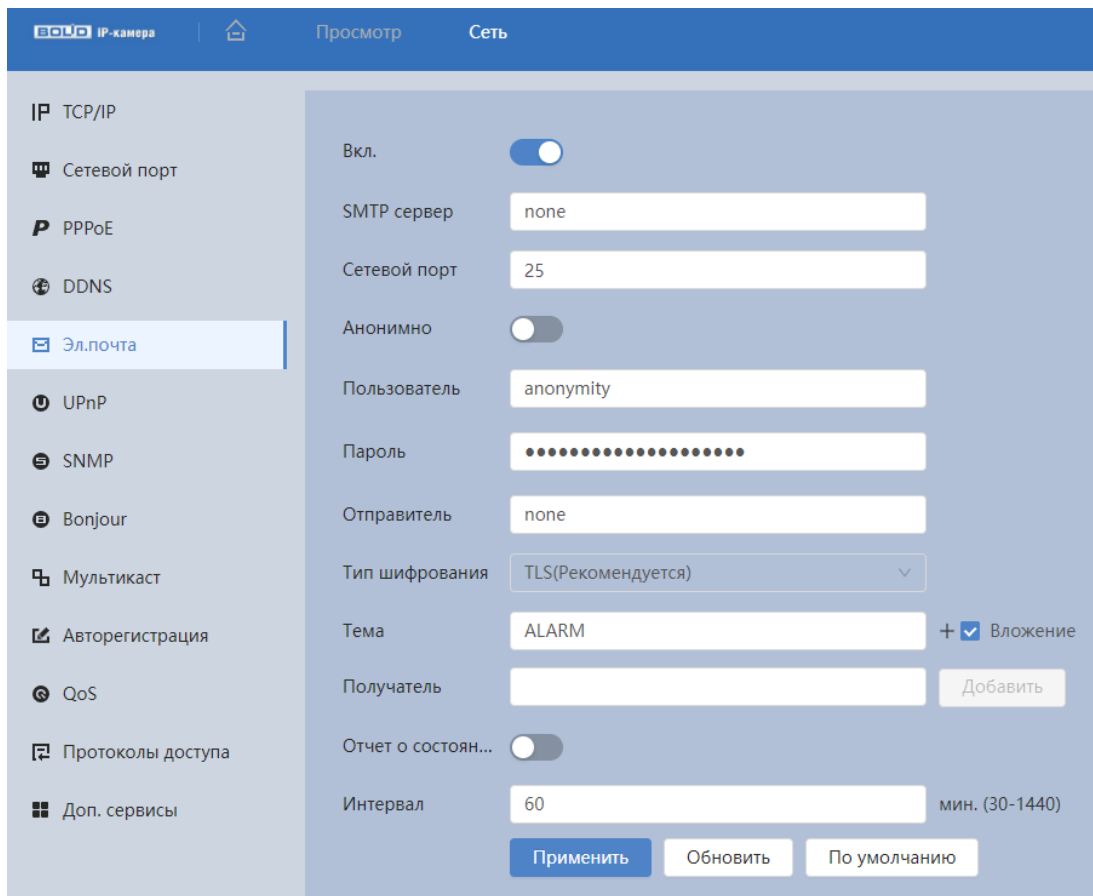 BOLID IP-камера Просмотр Сеть
TCP/IP
Сетевой порт
PPPoE
DDNS
Эл.почта
UPnP
SNMP
Bonjour
Мультикаст
Авторегистрация
QoS
Протоколы доступа
Доп. сервисы
Вкл.
SMTP сервер none
Сетевой порт 25
Анонимно
Пользователь anonymity
Пароль ••••••••••••••••••••
Отправитель none
Тип шифрования TLS(Рекомендуется)
Тема ALARM + Вложение
Получатель Добавить
Отчет о состоян...
Интервал 60 мин. (30-1440)
Применить Обновить По умолчанию